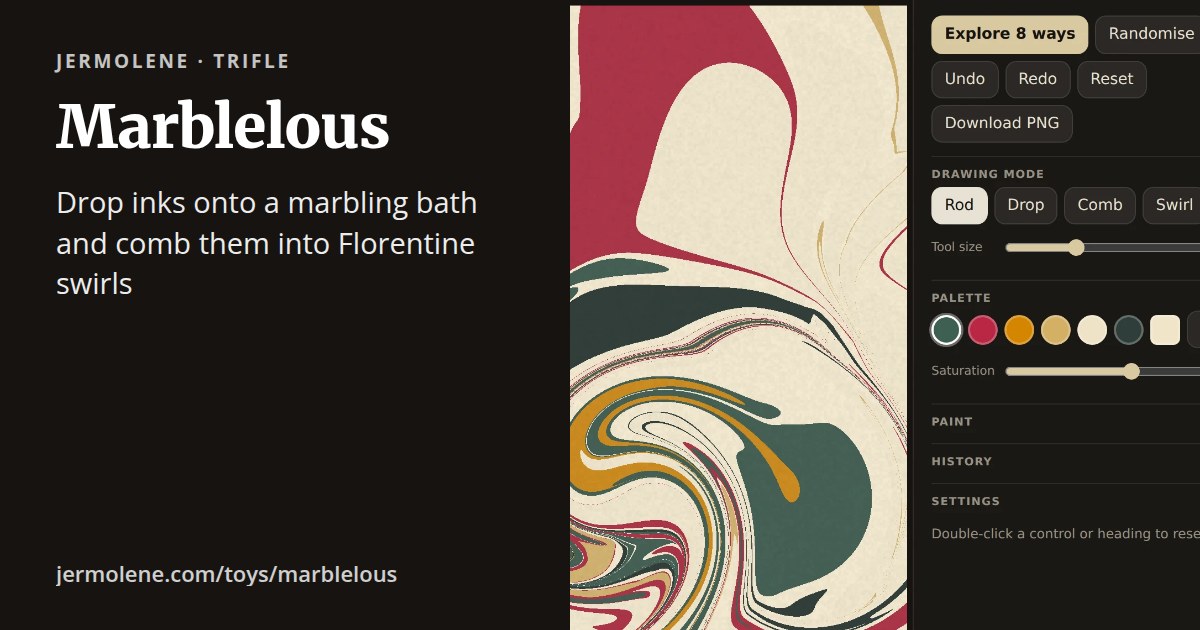 JERMOLENE · TRIFLE
Marblelous
Drop inks onto a marbling bath
and comb them into Florentine
swirls
jermolene.com/toys/marblelous
Explore 8 ways
Randomise
Undo
Redo
Reset
Download PNG
DRAWING MODE
Rod
Drop
Comb
Swirl
Tool size
PALETTE
Saturation
PAINT
HISTORY
SETTINGS
Double-click a control or heading to rese